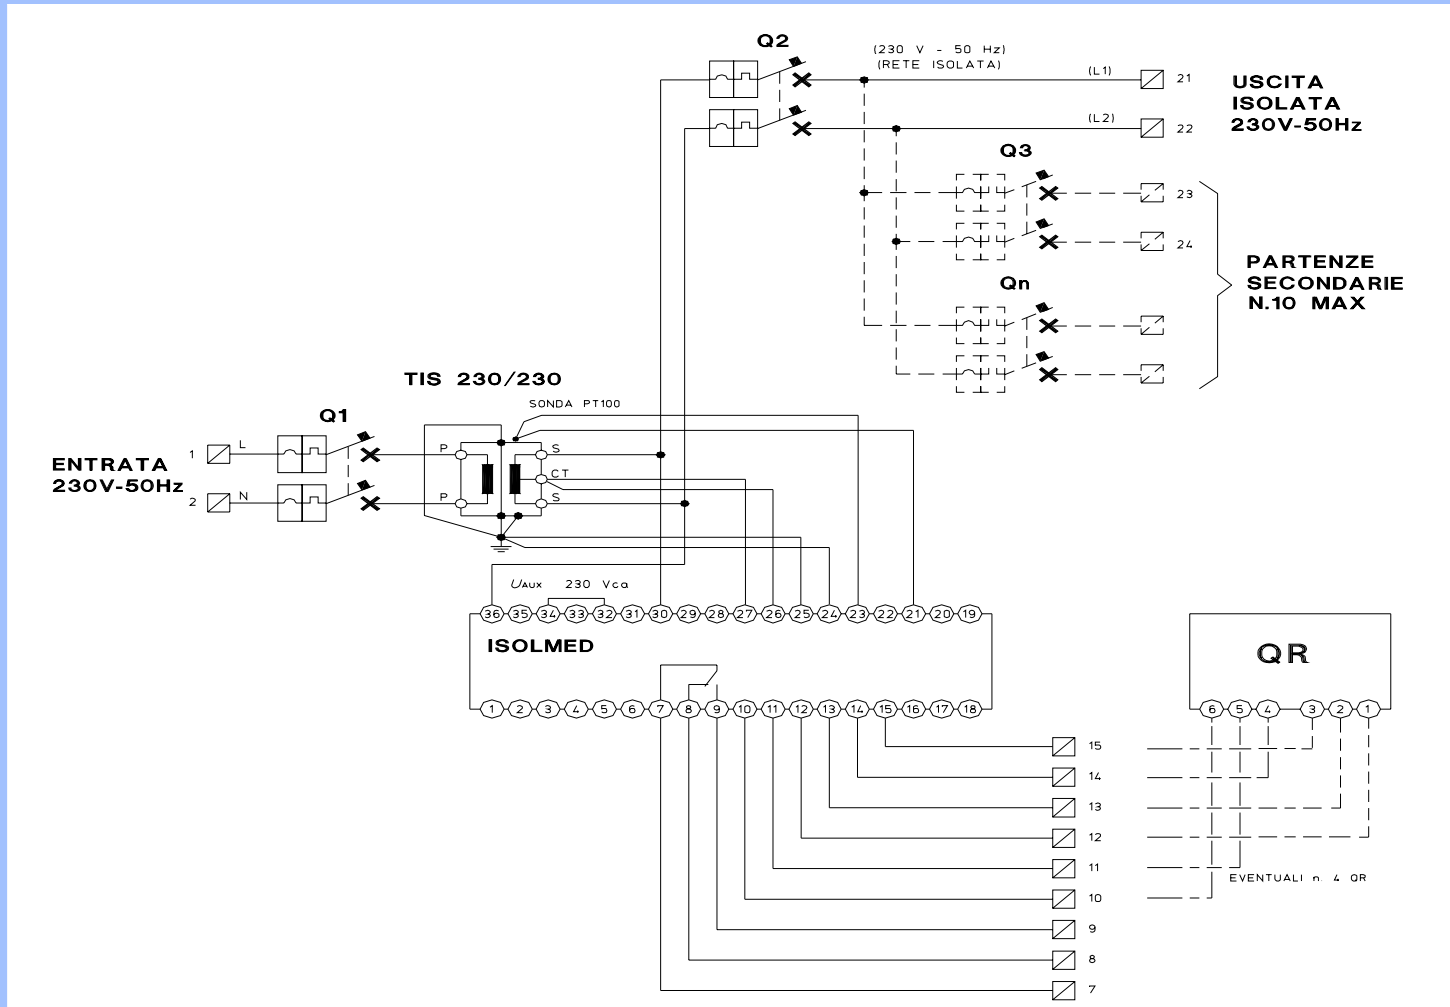 Q2
(230 V - 50 Hz)
(RETE ISOLATA)
(L1)
21
USCITA
ISOLATA
230V-50Hz
(L2)
22
Q3
23
24
PARTENZE
SECONDARIE
N.10 MAX
Qn
TIS 230/230
SONDA PT100
Q1
ENTRATA
230V-50Hz
1
L
2
N
P
S
CT
P
S
UAUX 230 Vca
36 35 34 33 32 31 30 29 28 27 26 25 24 23 22 21 20 19
ISOLMED
1 2 3 4 5 6 7 8 9 10 11 12 13 14 15 16 17 18
QR
6 5 4 3 2 1
15
14
13
12
11
EVENTUALI n. 4 QR
10
9
8
7